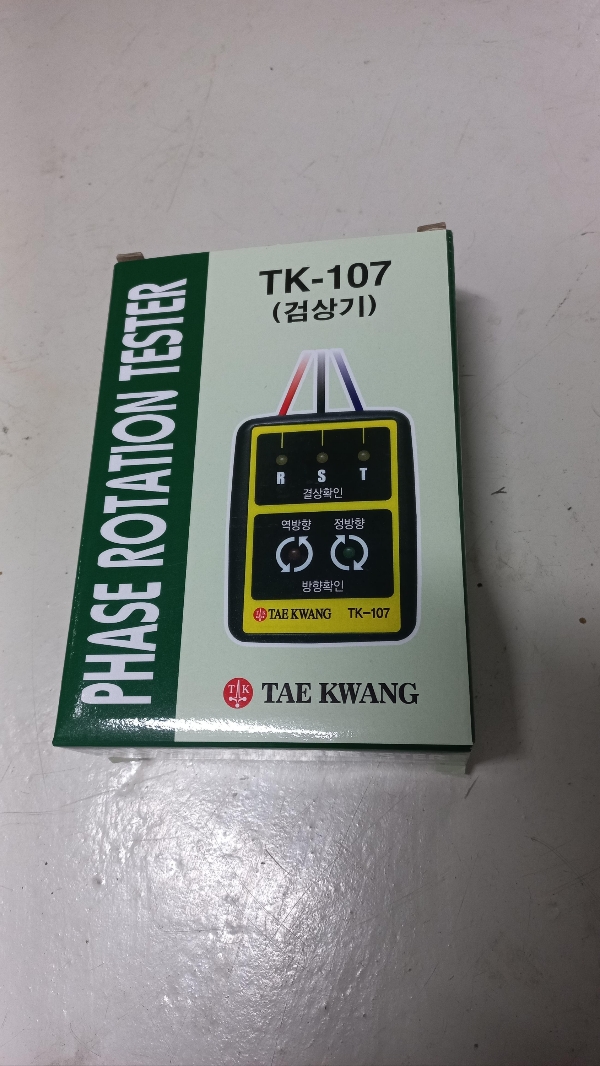 PHASE ROTATION TESTER
TK-107
(검상기)
R S T
결상확인
역방향 정방향
방향확인
TAE KWANG TK-107
TK TAE KWANG